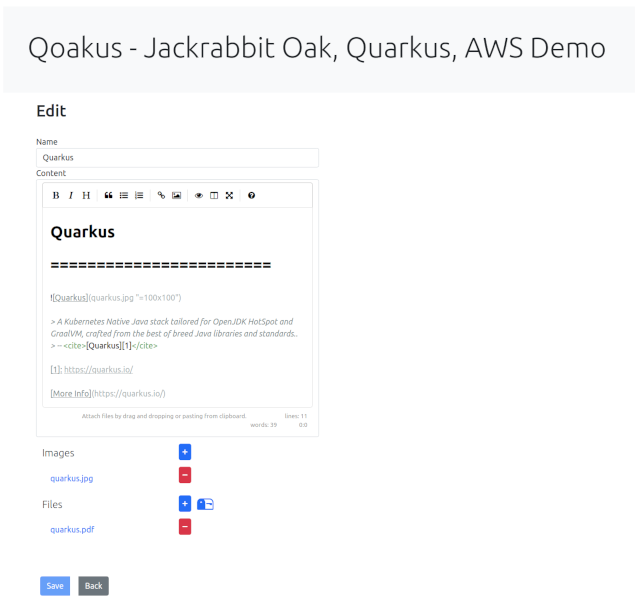 Qoakus - Jackrabbit Oak, Quarkus, AWS Demo
Edit
Name
Quarkus
Content
B I H
Quarkus
========================
![Quarkus](quarkus.jpg "=100x100")
> A Kubernetes Native Java stack tailored for OpenJDK HotSpot and
GraalVM, crafted from the best of breed Java libraries and standards..
> – <cite>[Quarkus][1]</cite>
[1]: https://quarkus.io/
[More Info](https://quarkus.io/)
Attach files by drag and dropping or pasting from clipboard. lines: 11
words: 39 0:0
Images +
quarkus.jpg −
Files +
quarkus.pdf −
Save Back